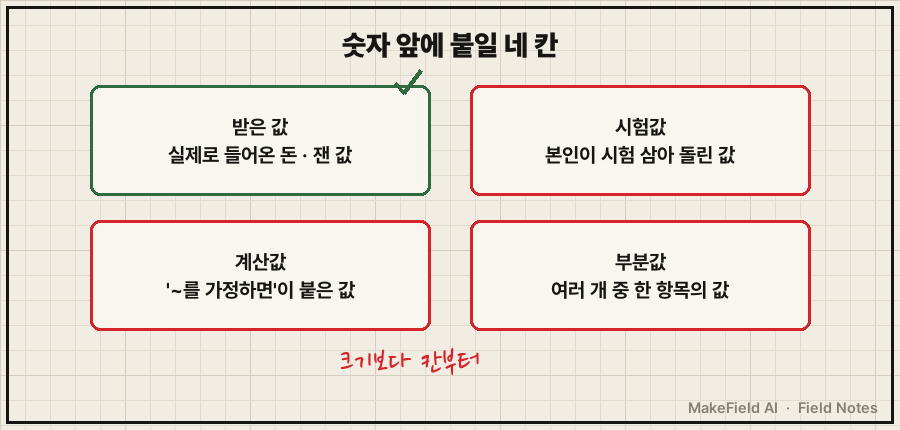 숫자 앞에 붙일 네 칸
받은 값
실제로 들어온 돈 · 잰 값
시험값
본인이 시험 삼아 돌린 값
계산값
'~를 가정하면'이 붙은 값
부분값
여러 개 중 한 항목의 값
크기보다 칸부터
MakeField AI · Field Notes